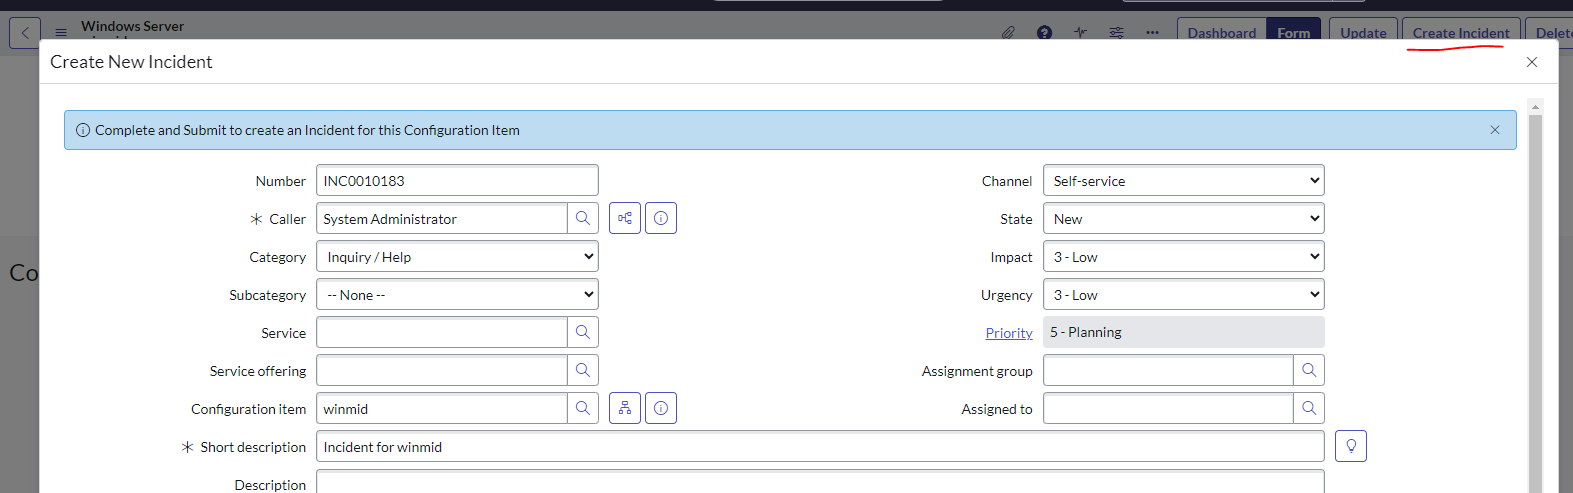 Windows Server
Dashboard Form Update Create Incident Delete
Create New Incident
Complete and Submit to create an Incident for this Configuration Item
Number INC0010183 Channel Self-service
Caller System Administrator State New
Category Inquiry / Help Impact 3 - Low
Subcategory -- None -- Urgency 3 - Low
Service Priority 5 - Planning
Service offering Assignment group
Configuration item winmid Assigned to
Short description Incident for winmid
Description
Co